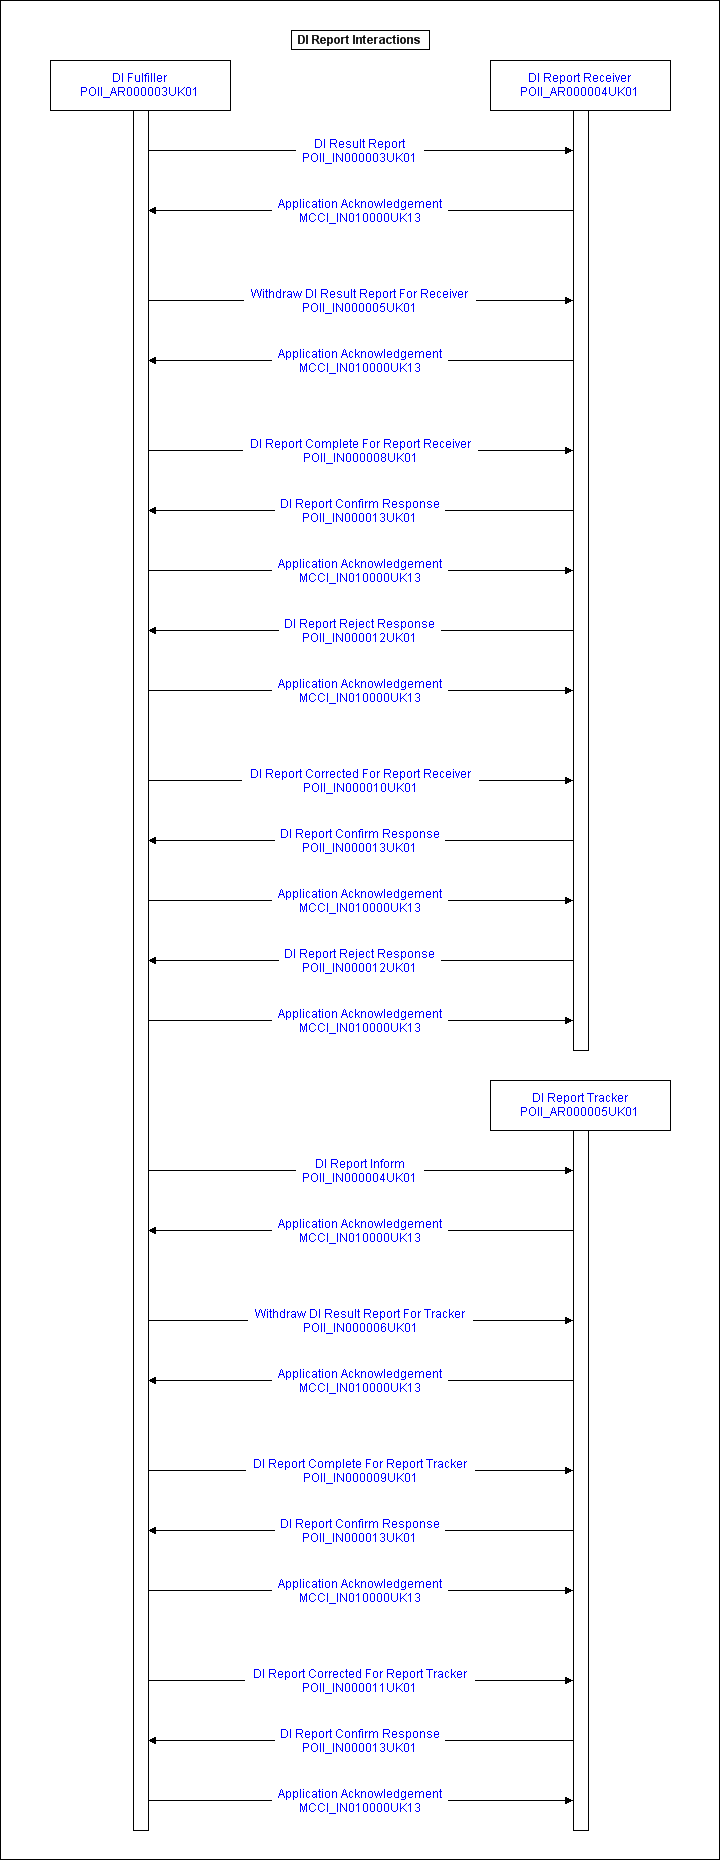 DI Report Interactions
DI Fulfiller
POII_AR000003UK01
DI Report Receiver
POII_AR000004UK01
DI Result Report
POII_IN000003UK01
Application Acknowledgement
MCCI_IN010000UK13
Withdraw DI Result Report For Receiver
POII_IN000005UK01
Application Acknowledgement
MCCI_IN010000UK13
DI Report Complete For Report Receiver
POII_IN000008UK01
DI Report Confirm Response
POII_IN000013UK01
Application Acknowledgement
MCCI_IN010000UK13
DI Report Reject Response
POII_IN000012UK01
Application Acknowledgement
MCCI_IN010000UK13
DI Report Corrected For Report Receiver
POII_IN000010UK01
DI Report Confirm Response
POII_IN000013UK01
Application Acknowledgement
MCCI_IN010000UK13
DI Report Reject Response
POII_IN000012UK01
Application Acknowledgement
MCCI_IN010000UK13
DI Report Tracker
POII_AR000005UK01
DI Report Inform
POII_IN000004UK01
Application Acknowledgement
MCCI_IN010000UK13
Withdraw DI Result Report For Tracker
POII_IN000006UK01
Application Acknowledgement
MCCI_IN010000UK13
DI Report Complete For Report Tracker
POII_IN000009UK01
DI Report Confirm Response
POII_IN000013UK01
Application Acknowledgement
MCCI_IN010000UK13
DI Report Corrected For Report Tracker
POII_IN000011UK01
DI Report Confirm Response
POII_IN000013UK01
Application Acknowledgement
MCCI_IN010000UK13